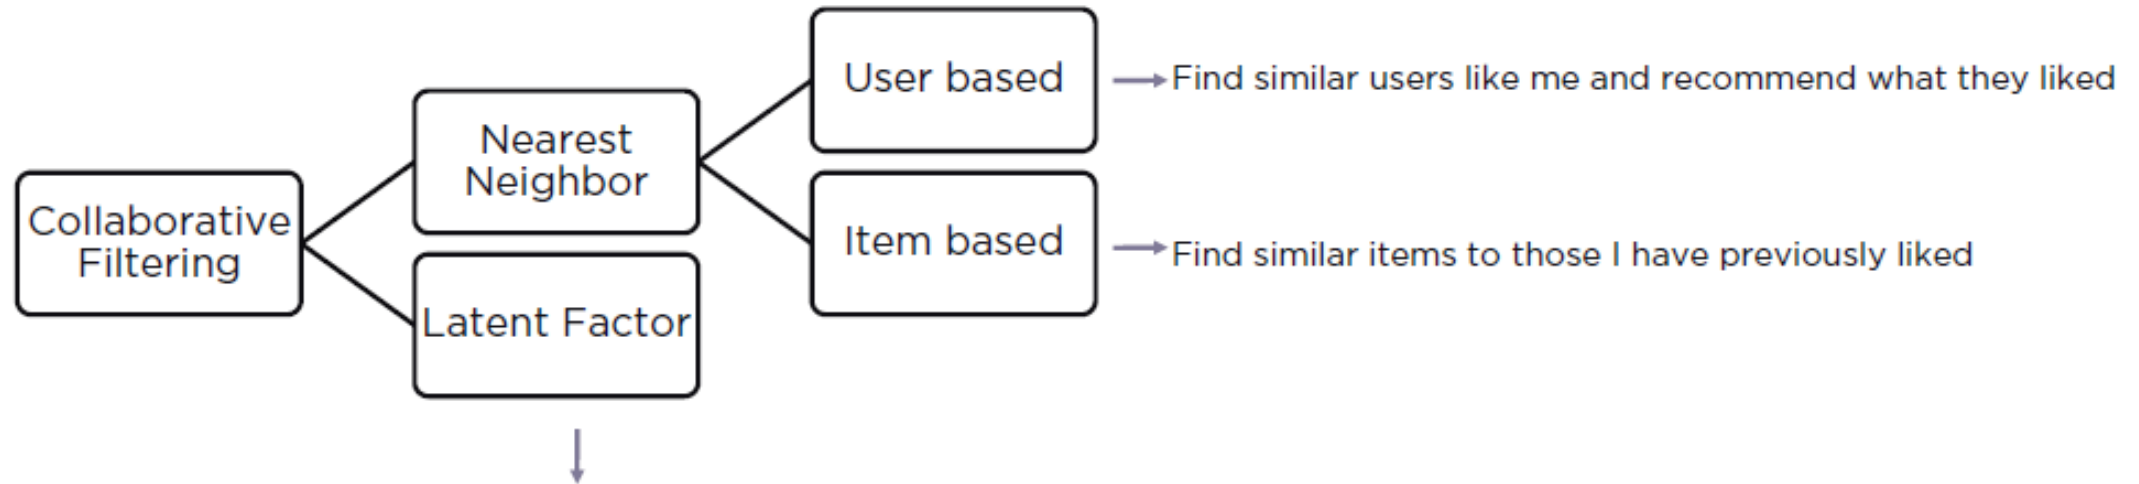 Collaborative
Filtering
Nearest
Neighbor
Latent Factor
User based
Find similar users like me and recommend what they liked
Item based
Find similar items to those I have previously liked